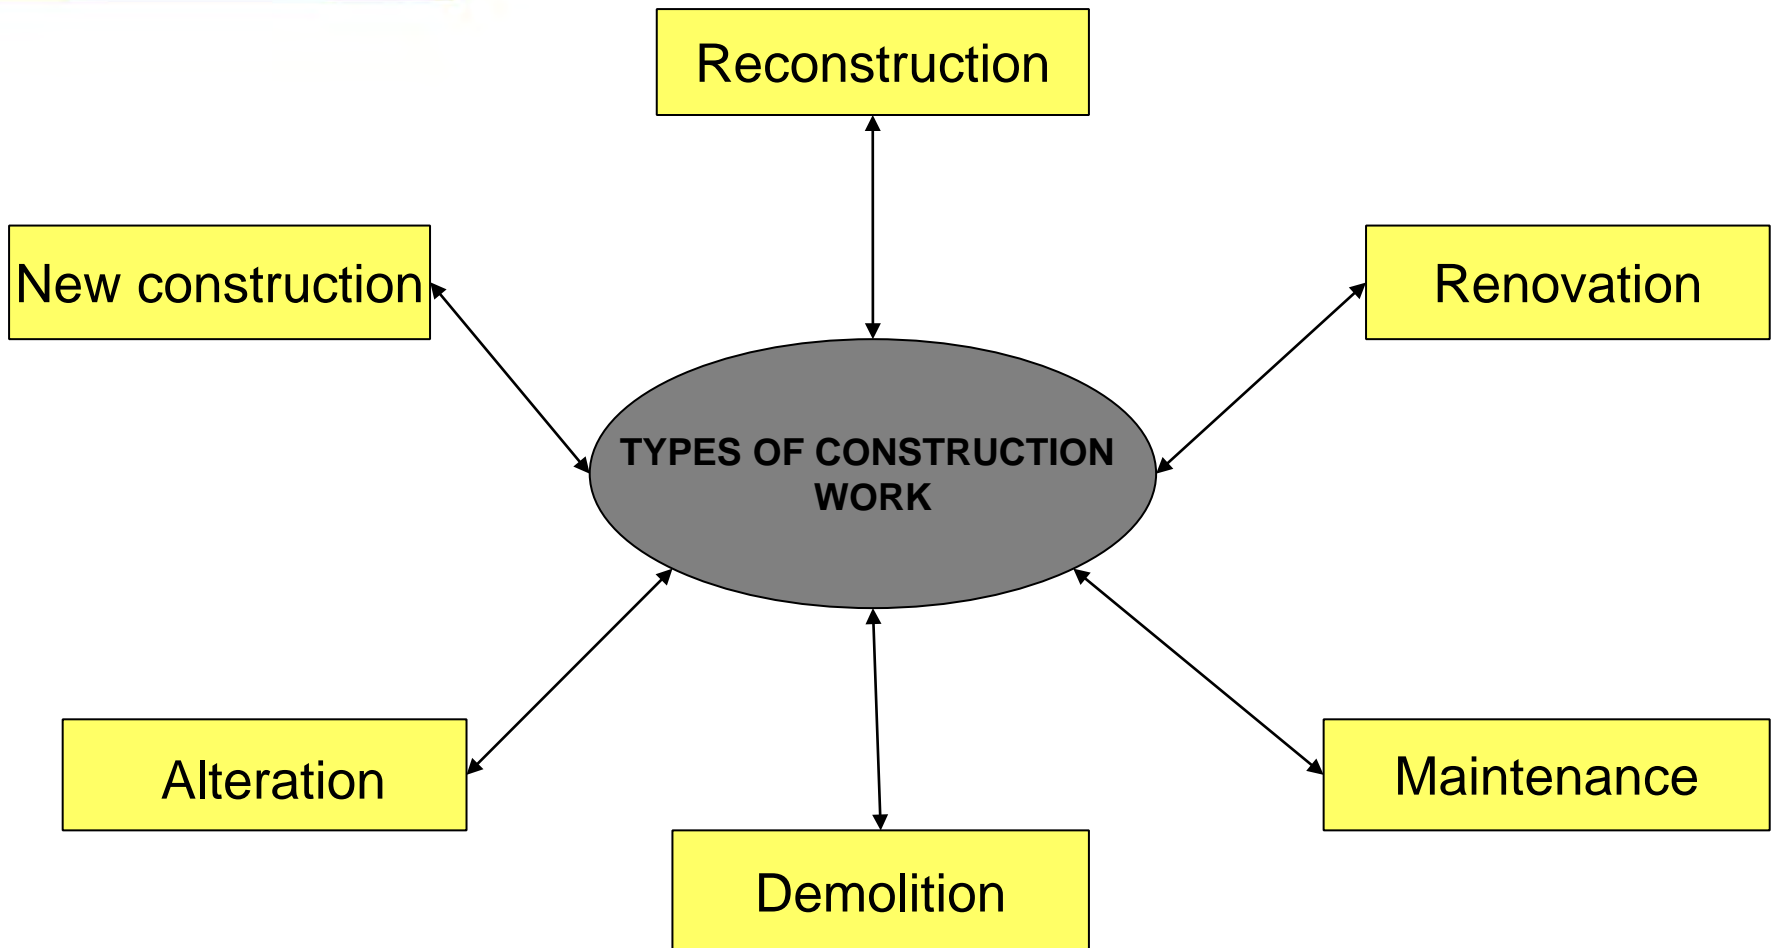 Reconstruction
New construction
Renovation
TYPES OF CONSTRUCTION
WORK
Alteration
Maintenance
Demolition